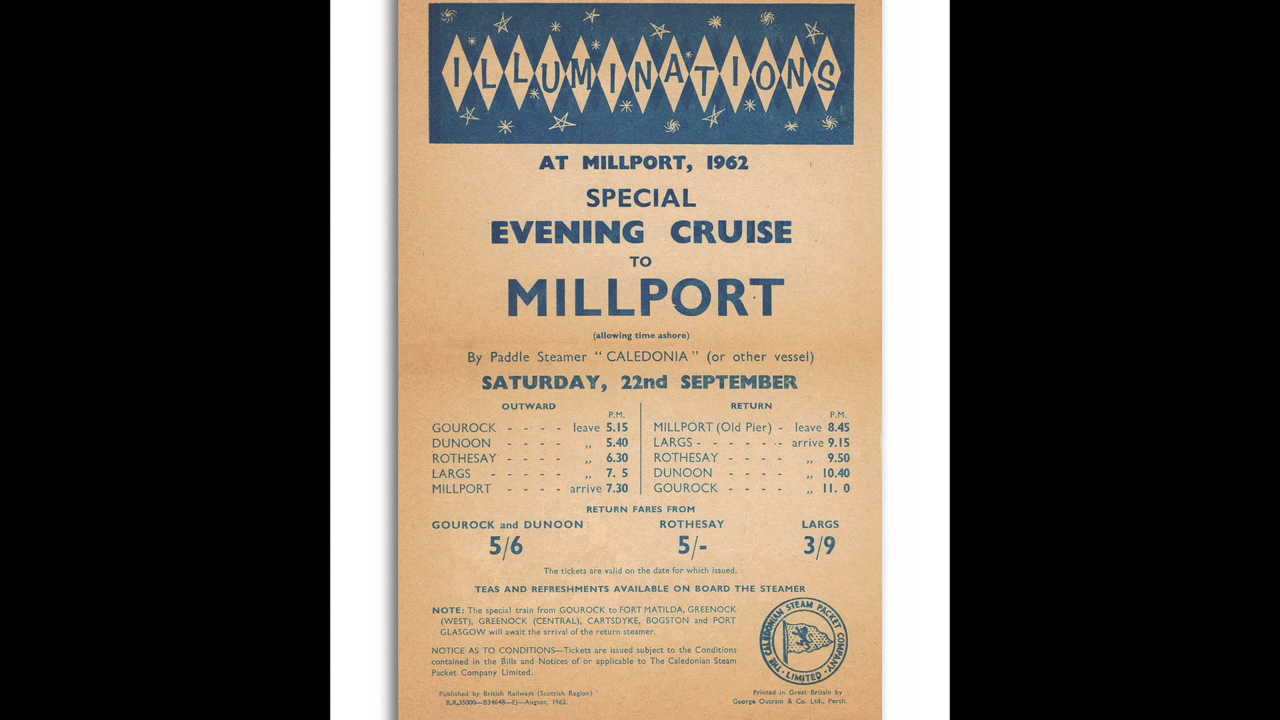 ILLUMINATIONS
AT MILLPORT, 1962
SPECIAL
EVENING CRUISE
TO
MILLPORT
(allowing time ashore)
By Paddle Steamer "CALEDONIA" (or other vessel)
SATURDAY, 22nd SEPTEMBER
OUTWARD
P.M.
GOUROCK - - - - leave 5.15
DUNOON - - - - „ 5.40
ROTHESAY - - - - „ 6.30
LARGS - - - - - „ 7. 5
MILLPORT - - - - arrive 7.30
RETURN
P.M.
MILLPORT (Old Pier) - leave 8.45
LARGS - - - - - - - arrive 9.15
ROTHESAY - - - - „ 9.50
DUNOON - - - - „ 10.40
GOUROCK - - - - „ 11. 0
RETURN FARES FROM
GOUROCK and DUNOON ROTHESAY LARGS
5/6 5/- 3/9
The tickets are valid on the date for which issued.
TEAS AND REFRESHMENTS AVAILABLE ON BOARD THE STEAMER
NOTE: The special train from GOUROCK to FORT MATILDA, GREENOCK
(WEST), GREENOCK (CENTRAL), CARTSDYKE, BOGSTON and PORT
GLASGOW will await the arrival of the return steamer.
NOTICE AS TO CONDITIONS—Tickets are issued subject to the Conditions
contained in the Bills and Notices of or applicable to The Caledonian Steam
Packet Company Limited.
THE CALEDONIAN STEAM PACKET COMPANY
· LIMITED ·
Published by British Railways (Scottish Region)
B.R.35000—B34648—EJ—August, 1962.
Printed in Great Britain by
George Outram & Co. Ltd., Perth.